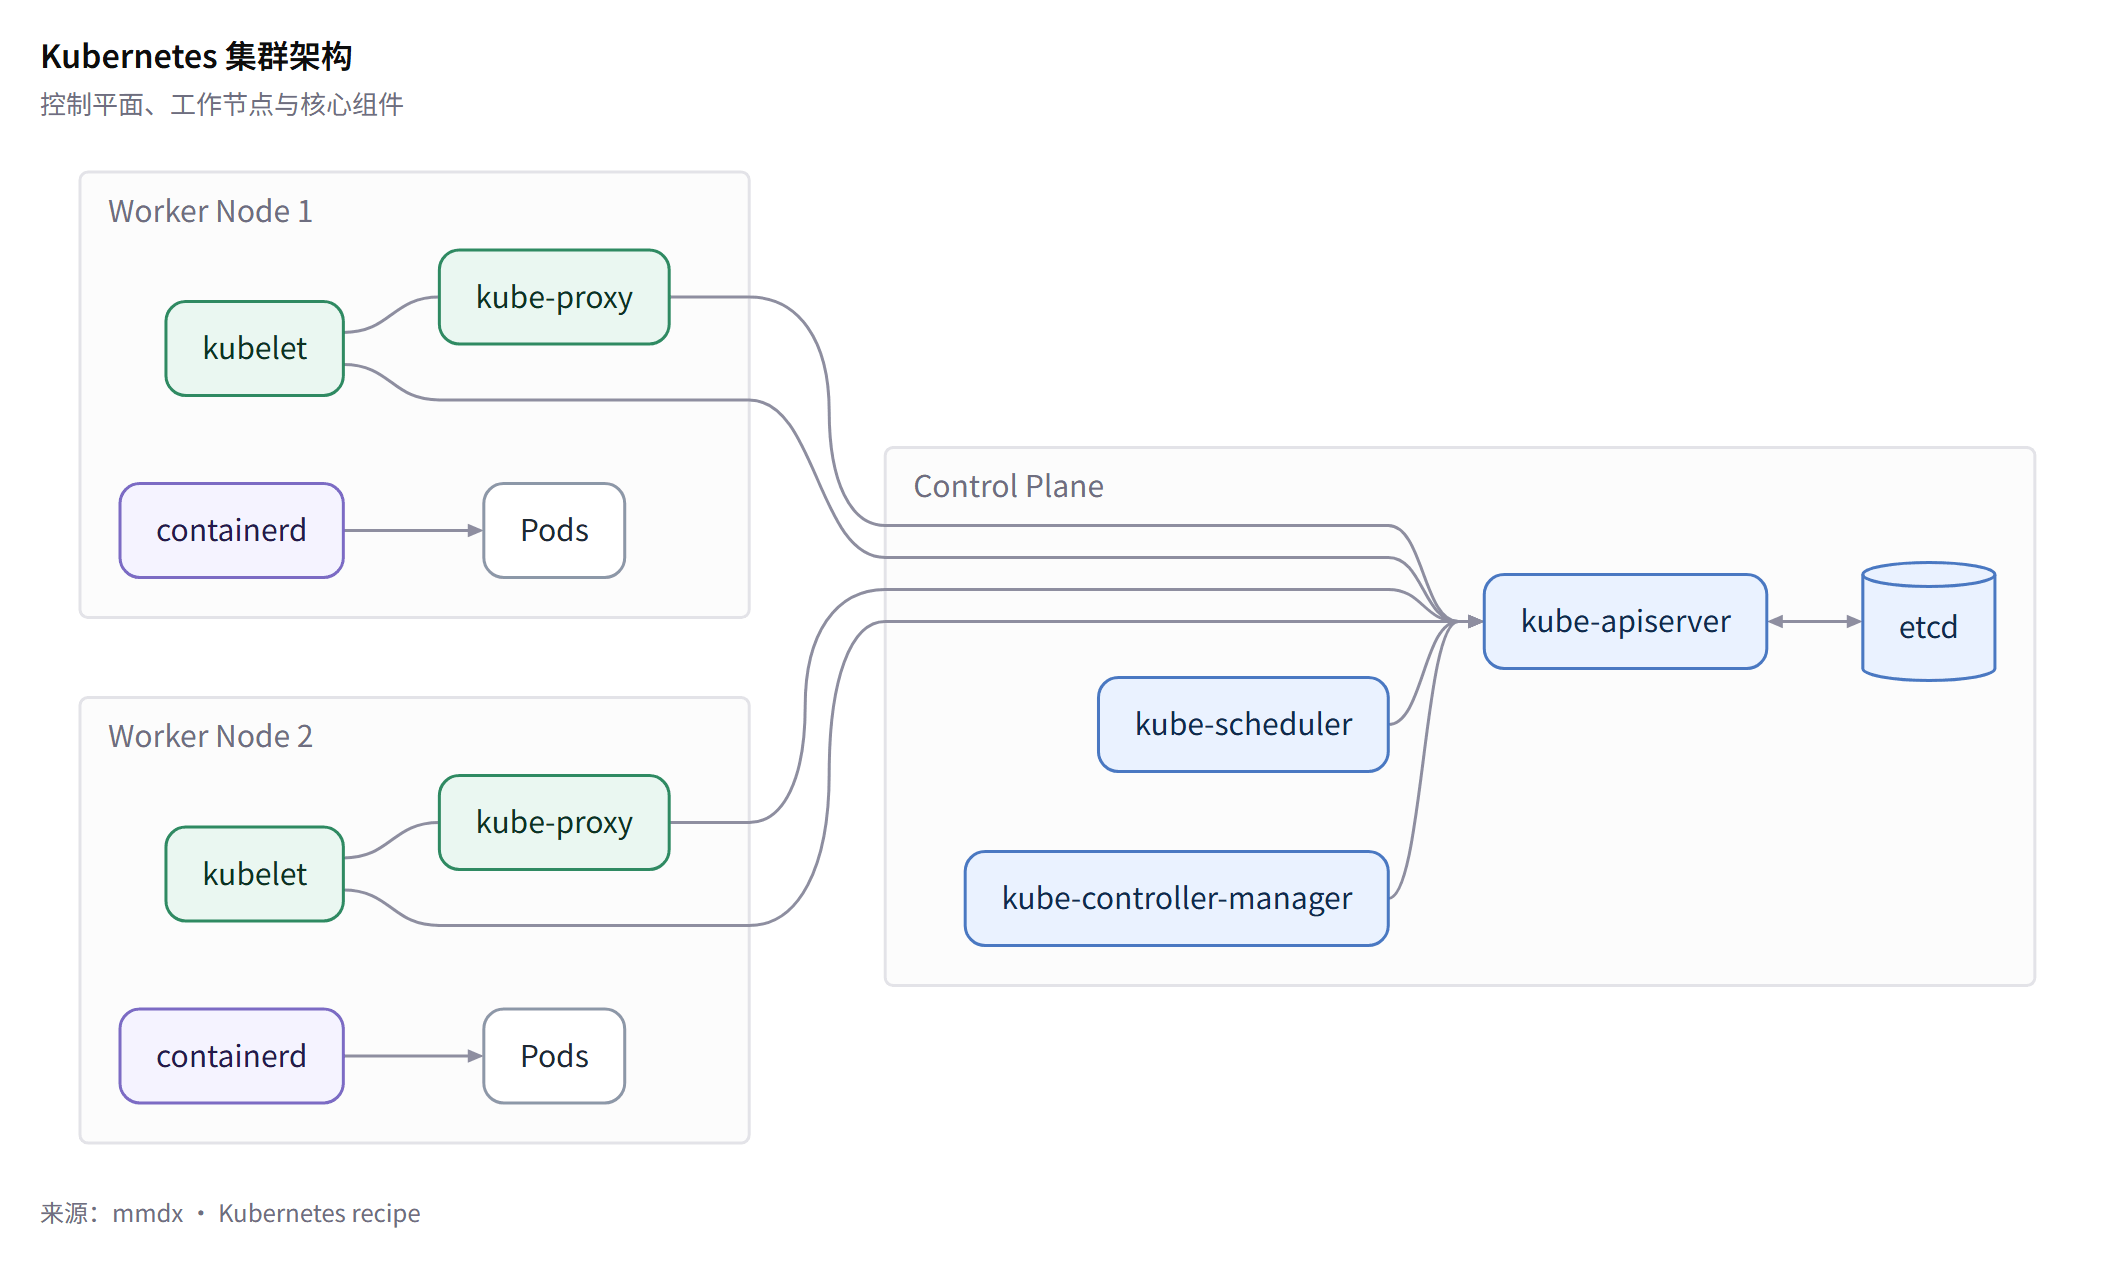 Kubernetes 集群架构
控制平面、工作节点与核心组件
Worker Node 1
kube-proxy
kubelet
containerd
Pods
Control Plane
kube-apiserver
etcd
kube-scheduler
kube-controller-manager
Worker Node 2
kube-proxy
kubelet
containerd
Pods
来源：mmdx · Kubernetes recipe